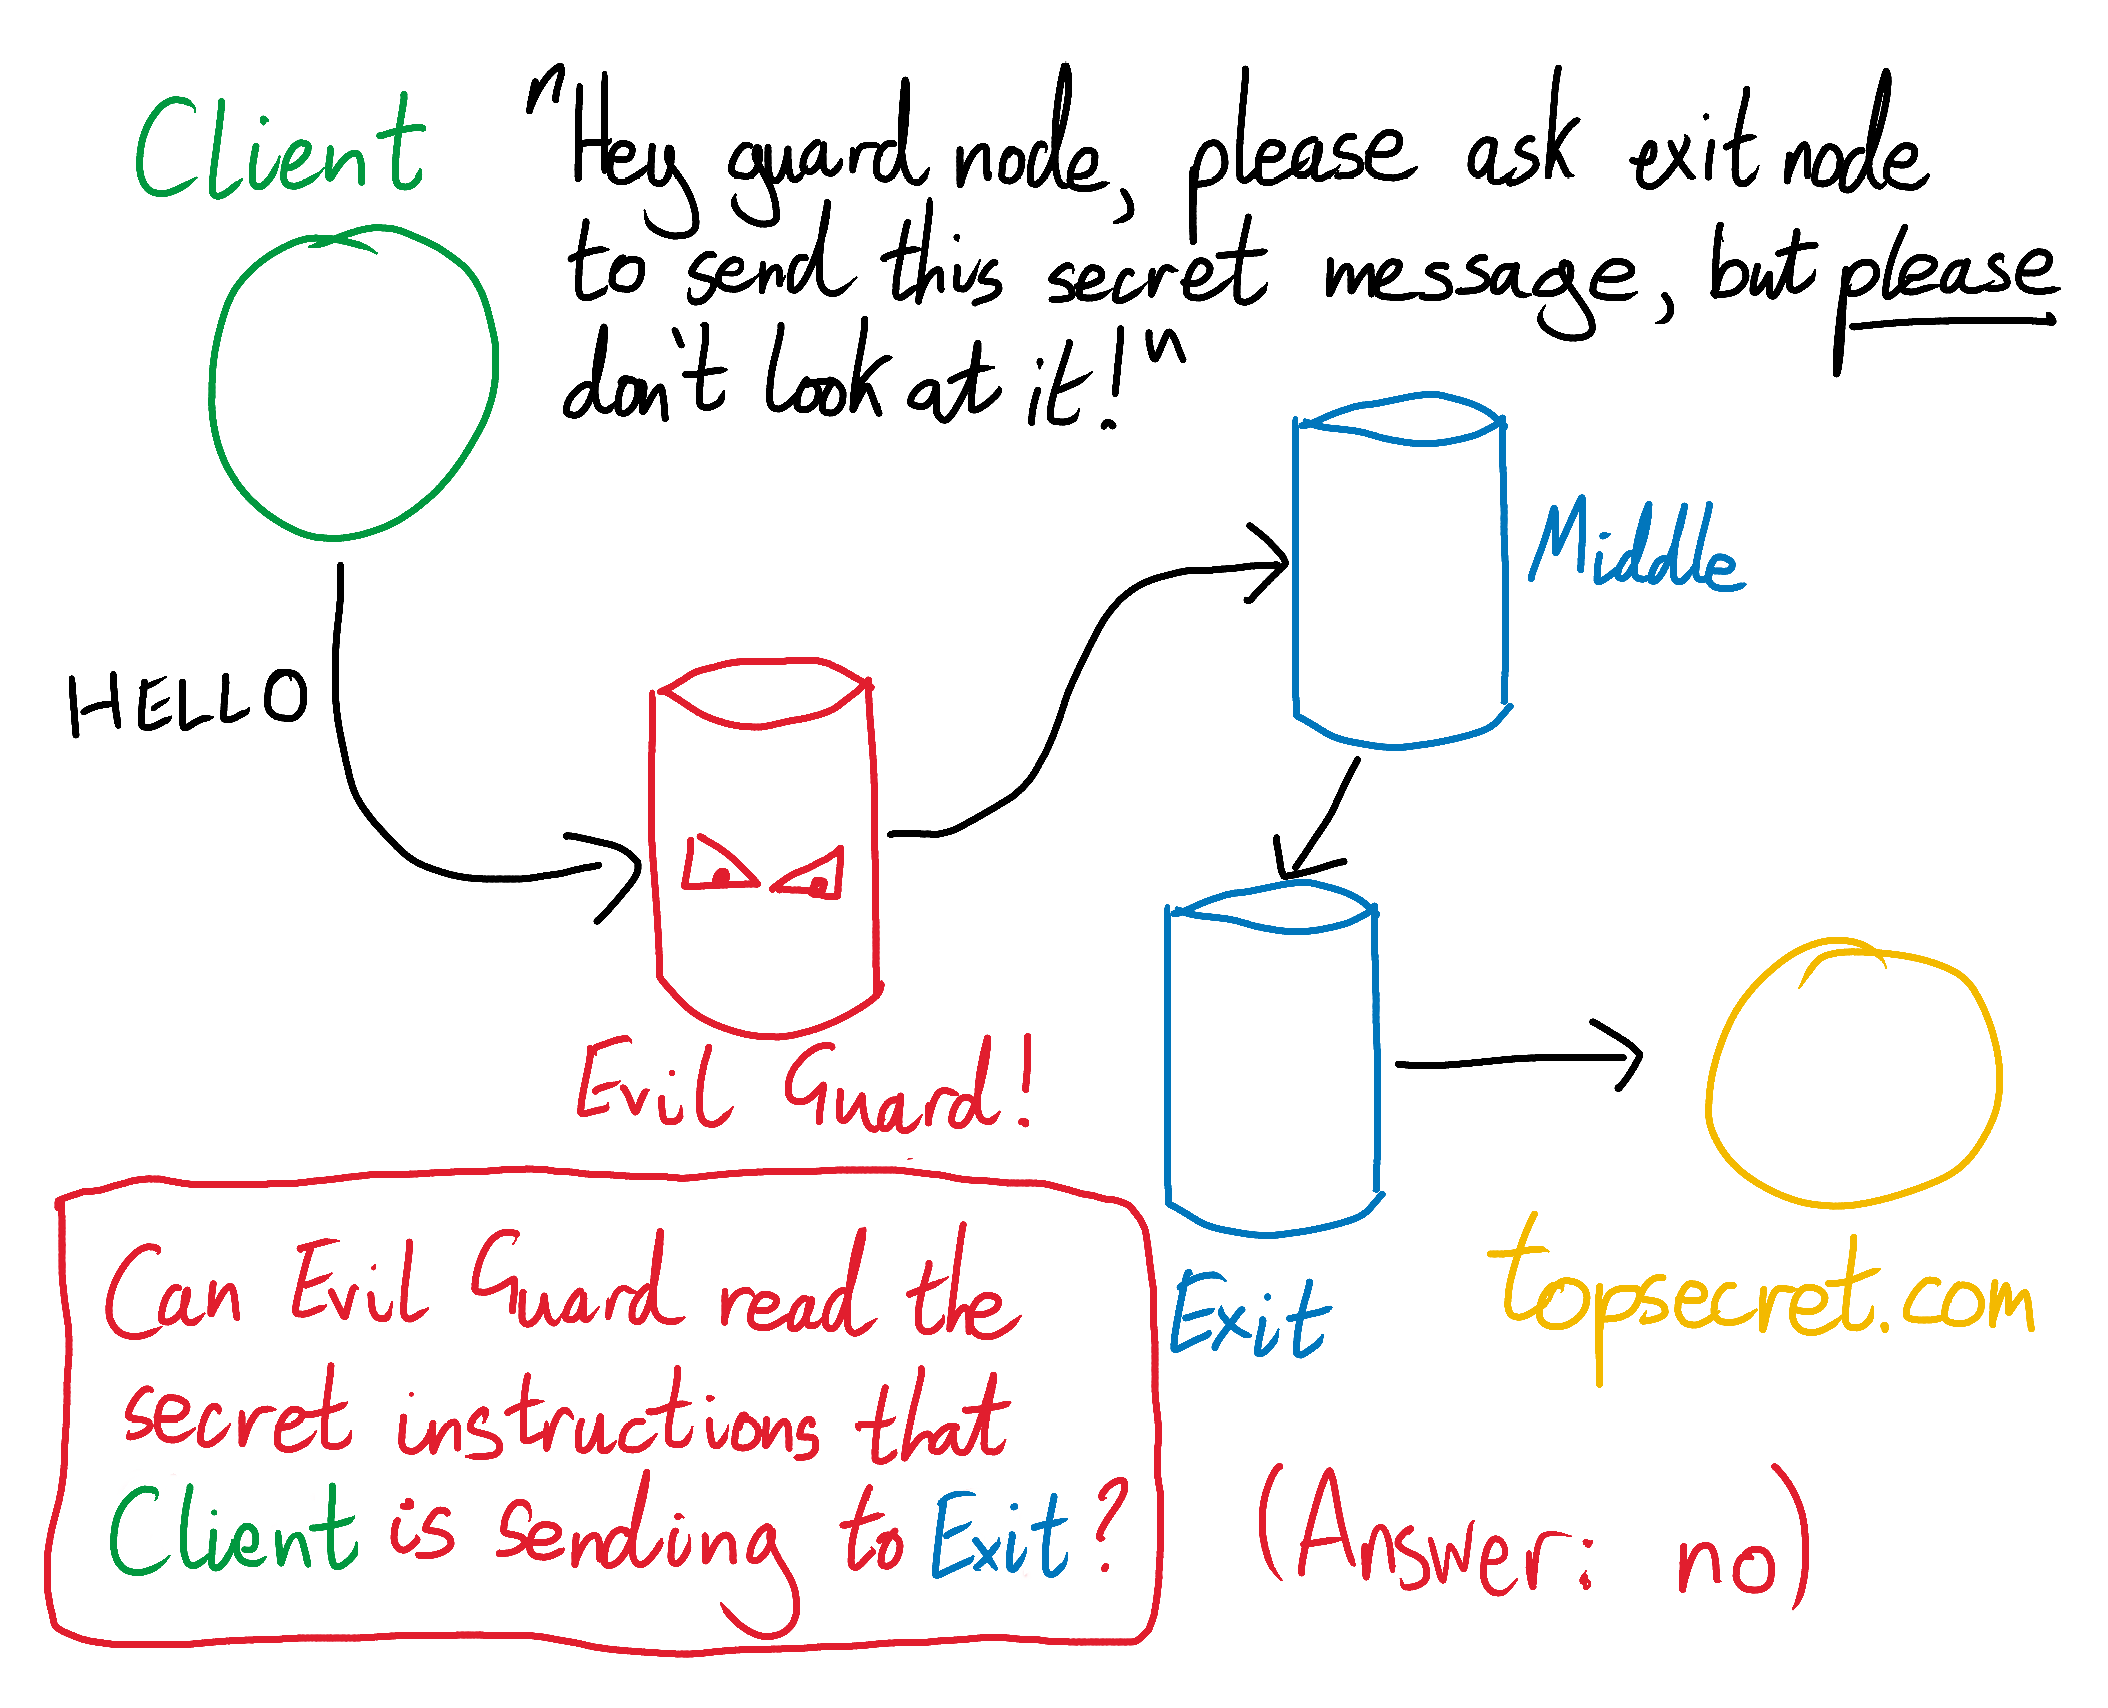 Client
"Hey guard node, please ask exit node
to send this secret message, but please
don't look at it!"
Middle
HELLO
Evil Guard!
Exit
topsecret.com
Can Evil Guard read the
secret instructions that
Client is sending to Exit?
(Answer: no)